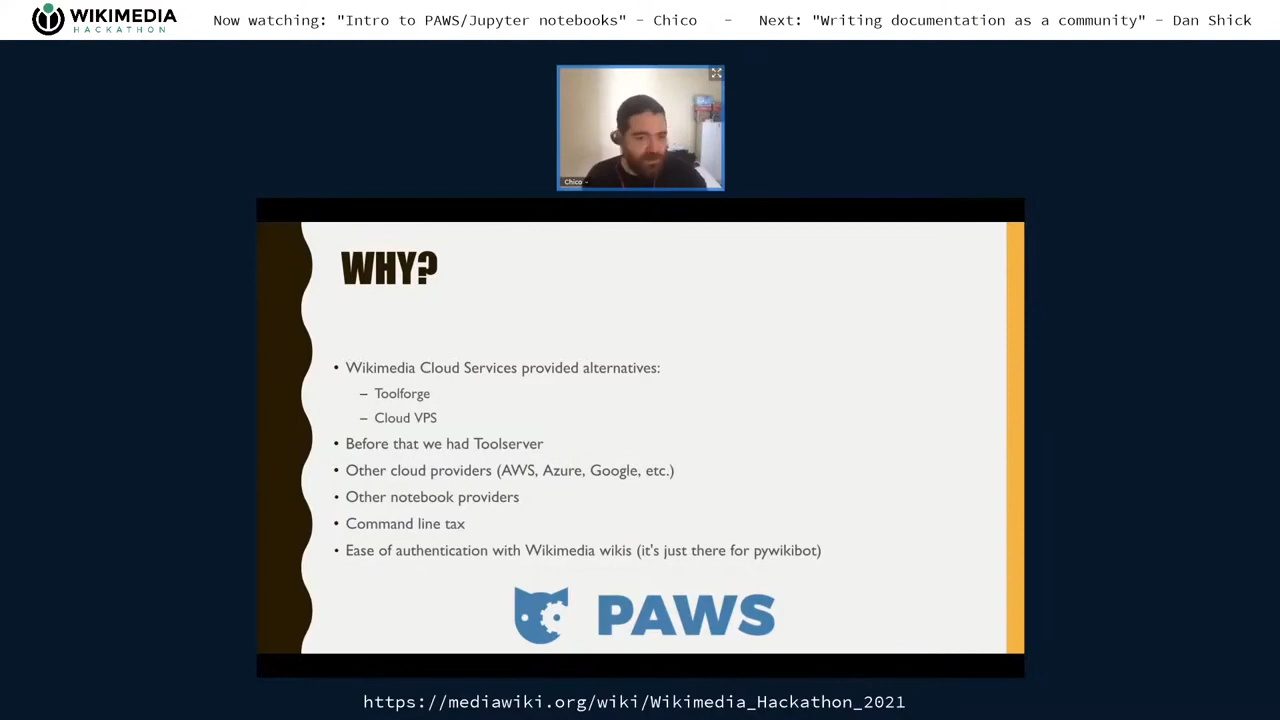 WIKIMEDIA
HACKATHON
Now watching: "Intro to PAWS/Jupyter notebooks" - Chico - Next: "Writing documentation as a community" - Dan Shick
Chico
WHY?
• Wikimedia Cloud Services provided alternatives:
– Toolforge
– Cloud VPS
• Before that we had Toolserver
• Other cloud providers (AWS, Azure, Google, etc.)
• Other notebook providers
• Command line tax
• Ease of authentication with Wikimedia wikis (it's just there for pywikibot)
PAWS
https://mediawiki.org/wiki/Wikimedia_Hackathon_2021